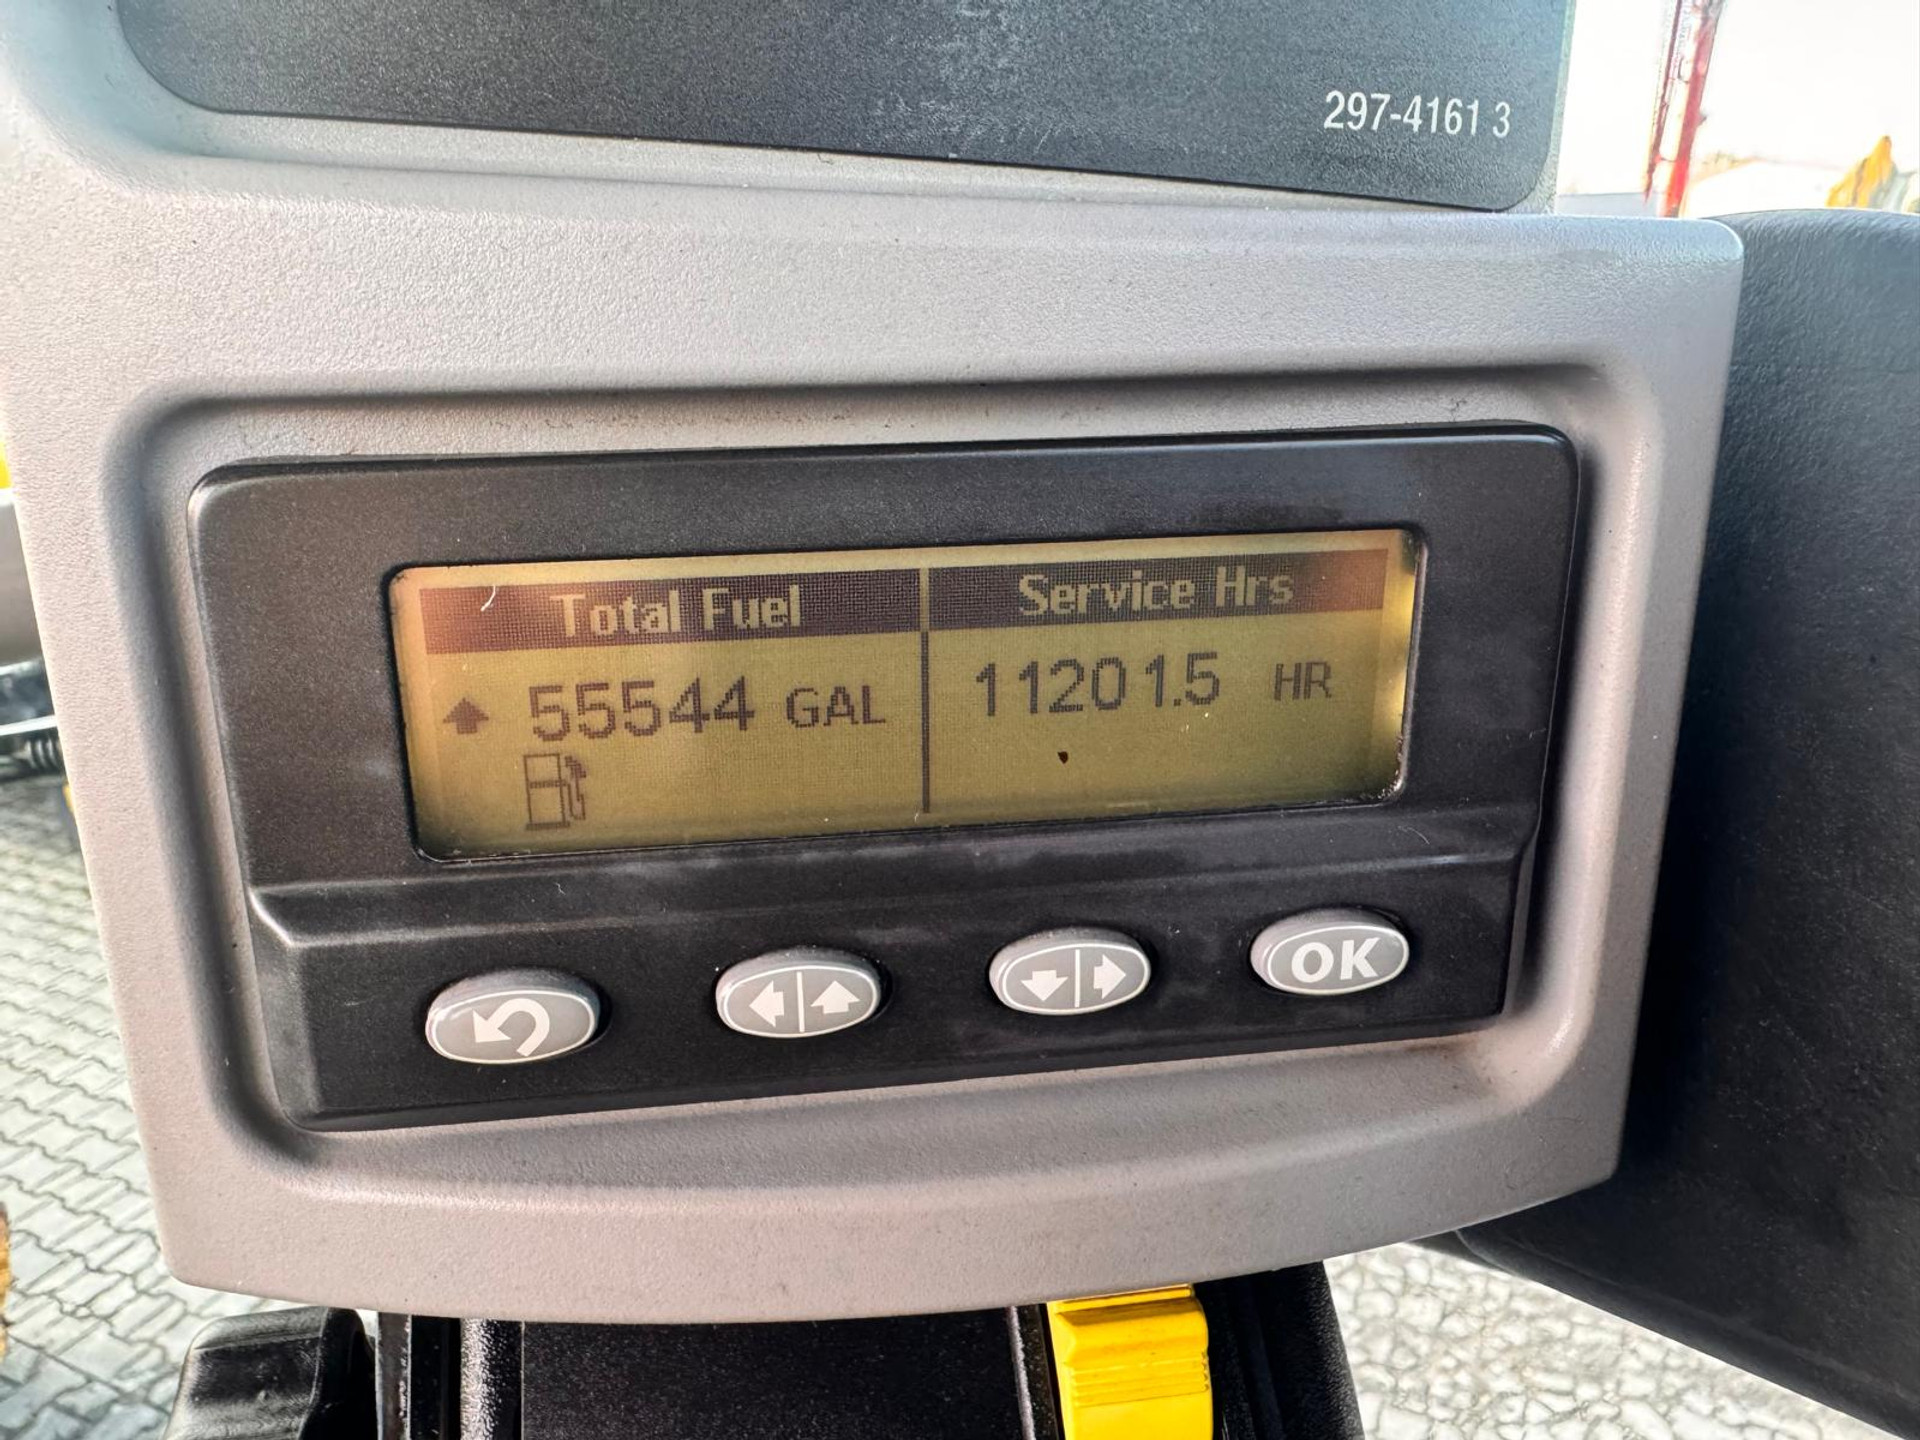 297-4161 3
Total Fuel Service Hrs
55544 GAL 11201.5 HR
OK